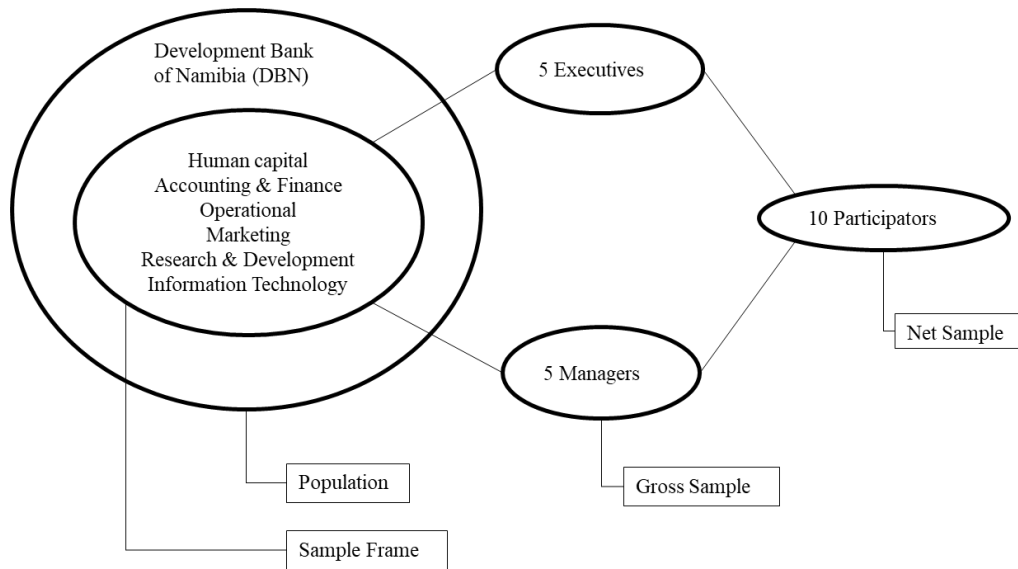 Development Bank
of Namibia (DBN)
Human capital
Accounting & Finance
Operational
Marketing
Research & Development
Information Technology
5 Executives
5 Managers
10 Participators
Net Sample
Population
Gross Sample
Sample Frame